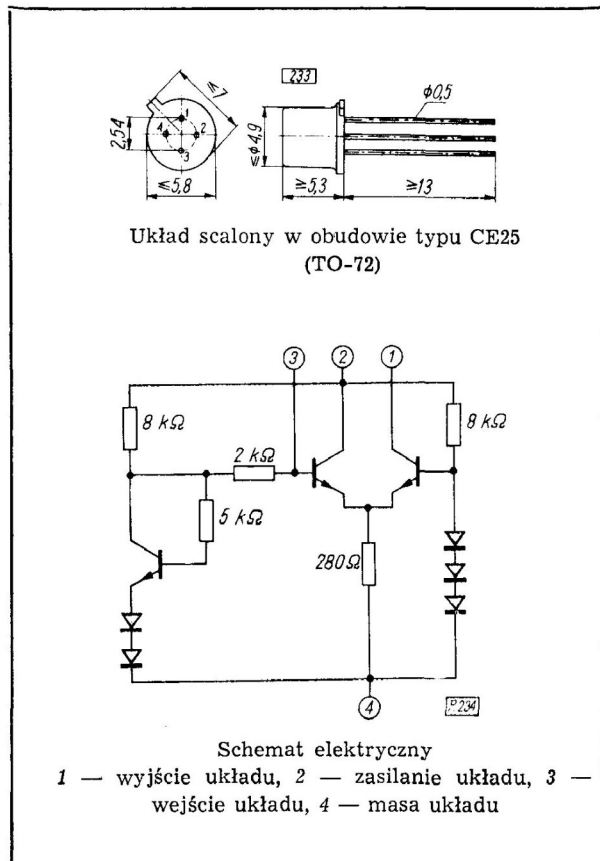 233
≤7
φ0,5
1
4
2
2,54
3
≤φ4,9
≤5,8
≥5,3
≥13
Układ scalony w obudowie typu CE25
(TO-72)
3 2 1
8 kΩ
8 kΩ
2 kΩ
5 kΩ
280Ω
4
P.234
Schemat elektryczny
1 — wyjście układu, 2 — zasilanie układu, 3 —
wejście układu, 4 — masa układu